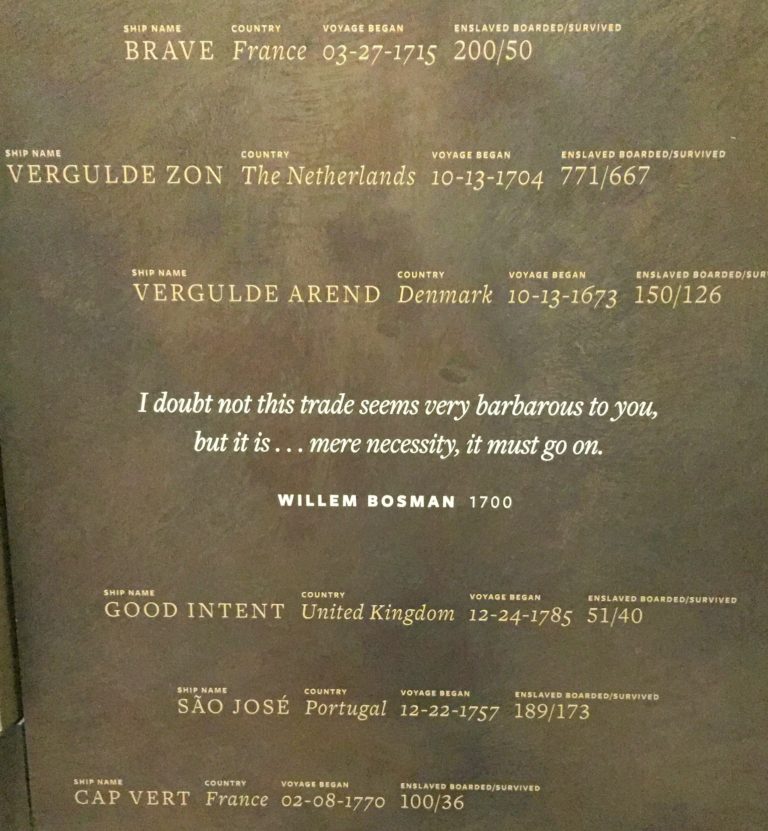 SHIP NAME COUNTRY VOYAGE BEGAN ENSLAVED BOARDED/SURVIVED
BRAVE France 03-27-1715 200/50
SHIP NAME COUNTRY VOYAGE BEGAN ENSLAVED BOARDED/SURVIVED
VERGULDE ZON The Netherlands 10-13-1704 771/667
SHIP NAME COUNTRY VOYAGE BEGAN ENSLAVED BOARDED/SUR
VERGULDE AREND Denmark 10-13-1673 150/126
I doubt not this trade seems very barbarous to you,
but it is . . . mere necessity, it must go on.
WILLEM BOSMAN 1700
SHIP NAME COUNTRY VOYAGE BEGAN ENSLAVED BOARDED/SURVIVED
GOOD INTENT United Kingdom 12-24-1785 51/40
SHIP NAME COUNTRY VOYAGE BEGAN ENSLAVED BOARDED/SURVIVED
SÃO JOSÉ Portugal 12-22-1757 189/173
SHIP NAME COUNTRY VOYAGE BEGAN ENSLAVED BOARDED/SURVIVED
CAP VERT France 02-08-1770 100/36